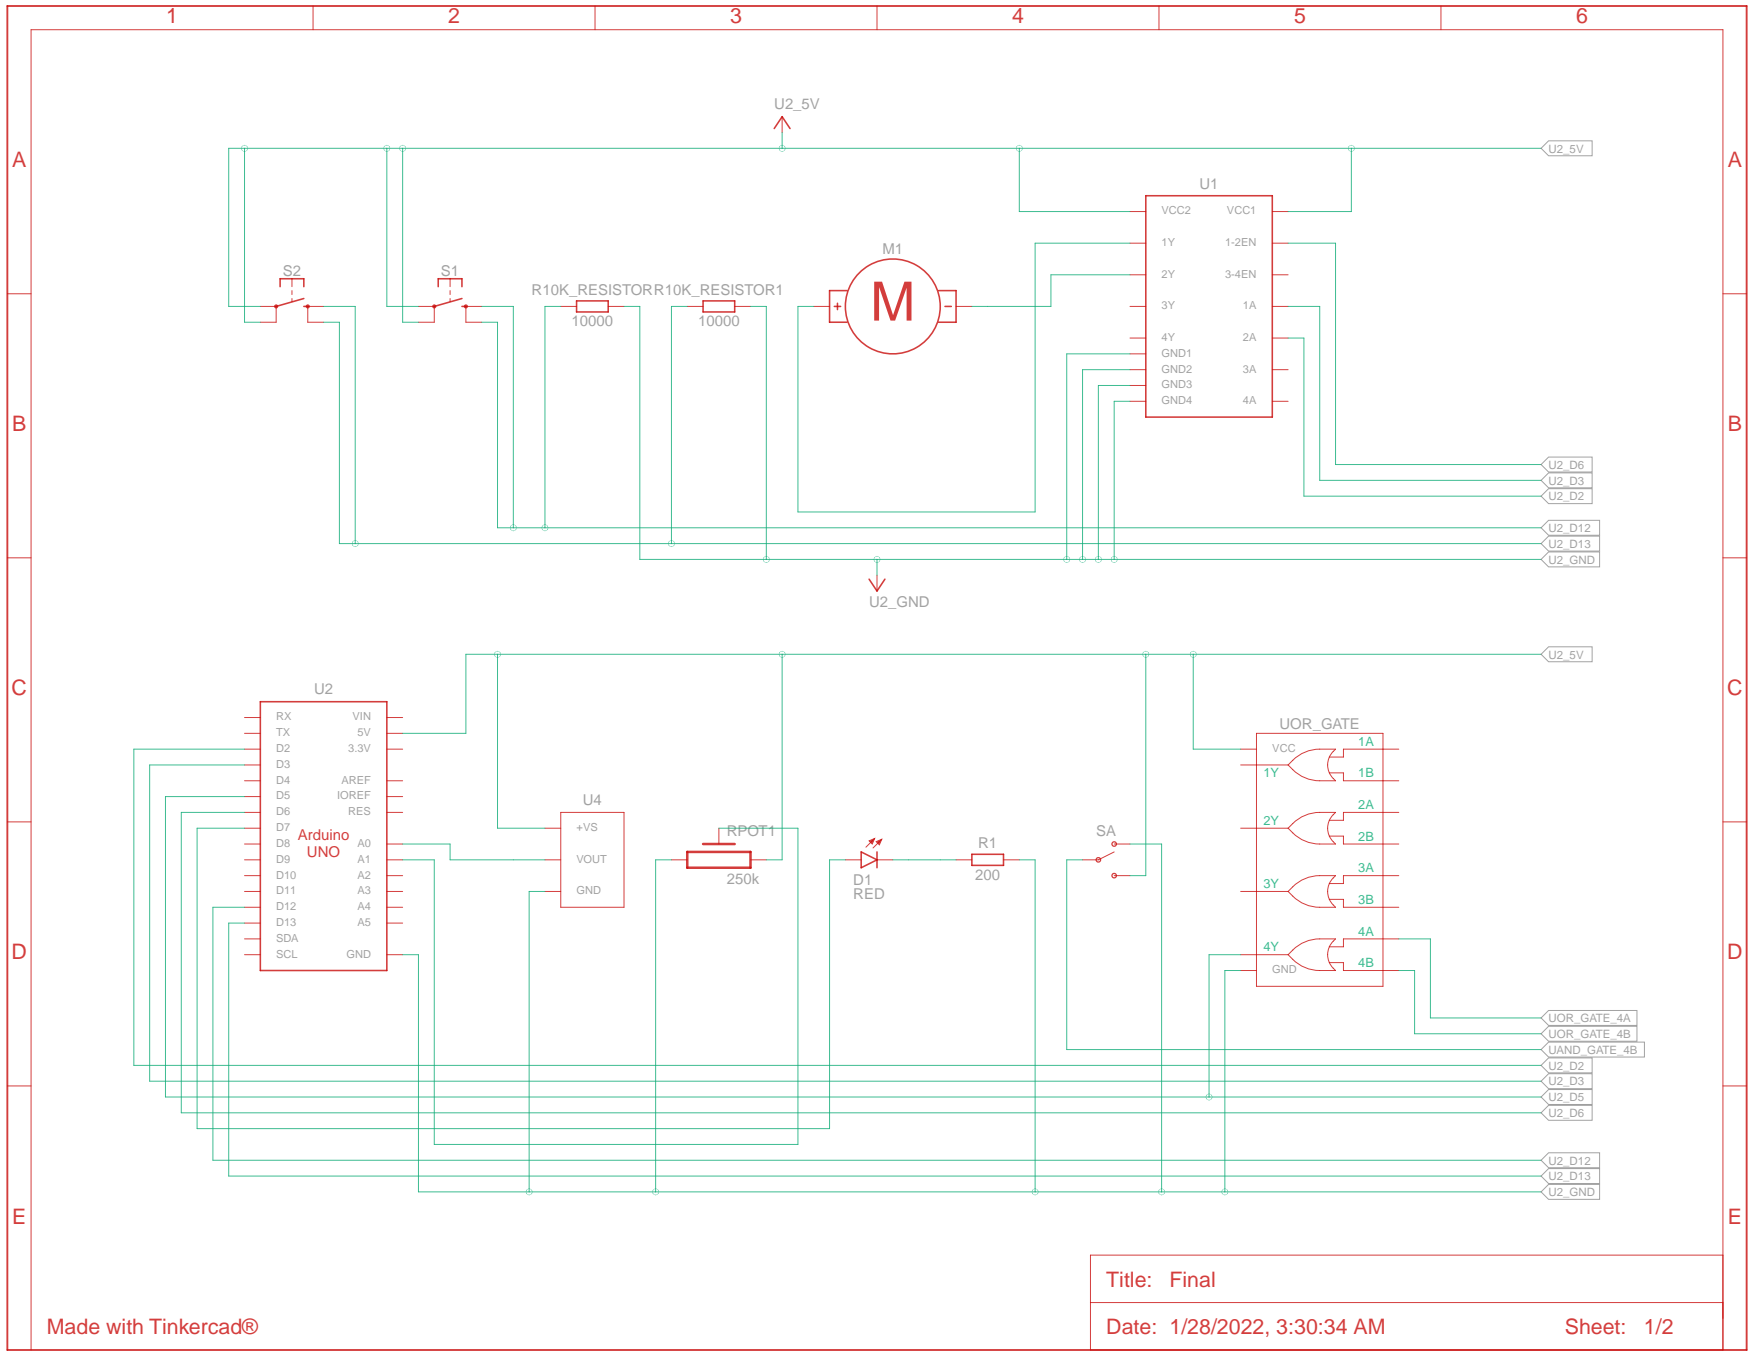 1 2 3 4 5 6
U2_5V
A U2_5V A
U1
VCC2 VCC1
1Y 1-2EN
2Y 3-4EN
3Y 1A
4Y 2A
GND1
GND2 3A
GND3
GND4 4A
M1
+ M -
S2 S1
R10K_RESISTOR R10K_RESISTOR1
10000 10000
B B
U2_D6
U2_D3
U2_D2
U2_D12
U2_D13
U2_GND
U2_GND
U2_5V
C C
U2
RX VIN
TX 5V
D2 3.3V
D3
D4 AREF
D5 IOREF
D6 RES
D7
Arduino
UNO
D8 A0
D9 A1
D10 A2
D11 A3
D12 A4
D13 A5
SDA
SCL GND
U4
+VS
VOUT
GND
RPOT1
250k
D1
RED
R1
200
SA
UOR_GATE
VCC 1A
1Y 1B
2A
2Y 2B
3A
3Y 3B
4A
4Y 4B
GND
D D
UOR_GATE_4A
UOR_GATE_4B
UAND_GATE_4B
U2_D2
U2_D3
U2_D5
U2_D6
U2_D12
U2_D13
U2_GND
E E
Title: Final
Made with Tinkercad®
Date: 1/28/2022, 3:30:34 AM Sheet: 1/2